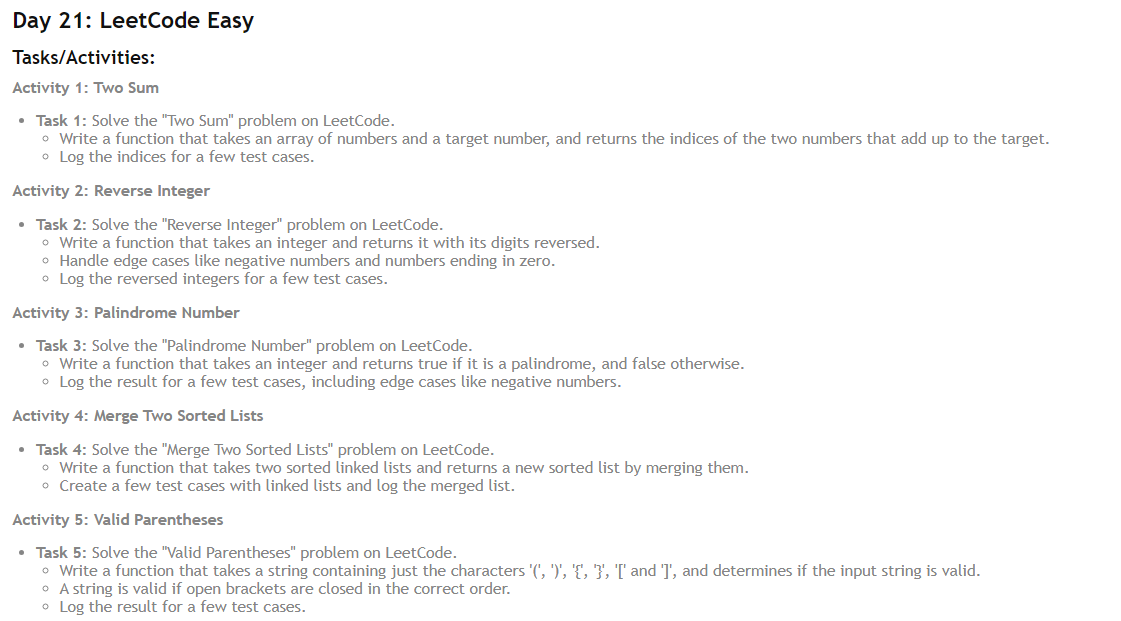 Day 21: LeetCode Easy
Tasks/Activities:
Activity 1: Two Sum
• Task 1: Solve the "Two Sum" problem on LeetCode.
◦ Write a function that takes an array of numbers and a target number, and returns the indices of the two numbers that add up to the target.
◦ Log the indices for a few test cases.
Activity 2: Reverse Integer
• Task 2: Solve the "Reverse Integer" problem on LeetCode.
◦ Write a function that takes an integer and returns it with its digits reversed.
◦ Handle edge cases like negative numbers and numbers ending in zero.
◦ Log the reversed integers for a few test cases.
Activity 3: Palindrome Number
• Task 3: Solve the "Palindrome Number" problem on LeetCode.
◦ Write a function that takes an integer and returns true if it is a palindrome, and false otherwise.
◦ Log the result for a few test cases, including edge cases like negative numbers.
Activity 4: Merge Two Sorted Lists
• Task 4: Solve the "Merge Two Sorted Lists" problem on LeetCode.
◦ Write a function that takes two sorted linked lists and returns a new sorted list by merging them.
◦ Create a few test cases with linked lists and log the merged list.
Activity 5: Valid Parentheses
• Task 5: Solve the "Valid Parentheses" problem on LeetCode.
◦ Write a function that takes a string containing just the characters '(', ')', '{', '}', '[' and ']', and determines if the input string is valid.
◦ A string is valid if open brackets are closed in the correct order.
◦ Log the result for a few test cases.